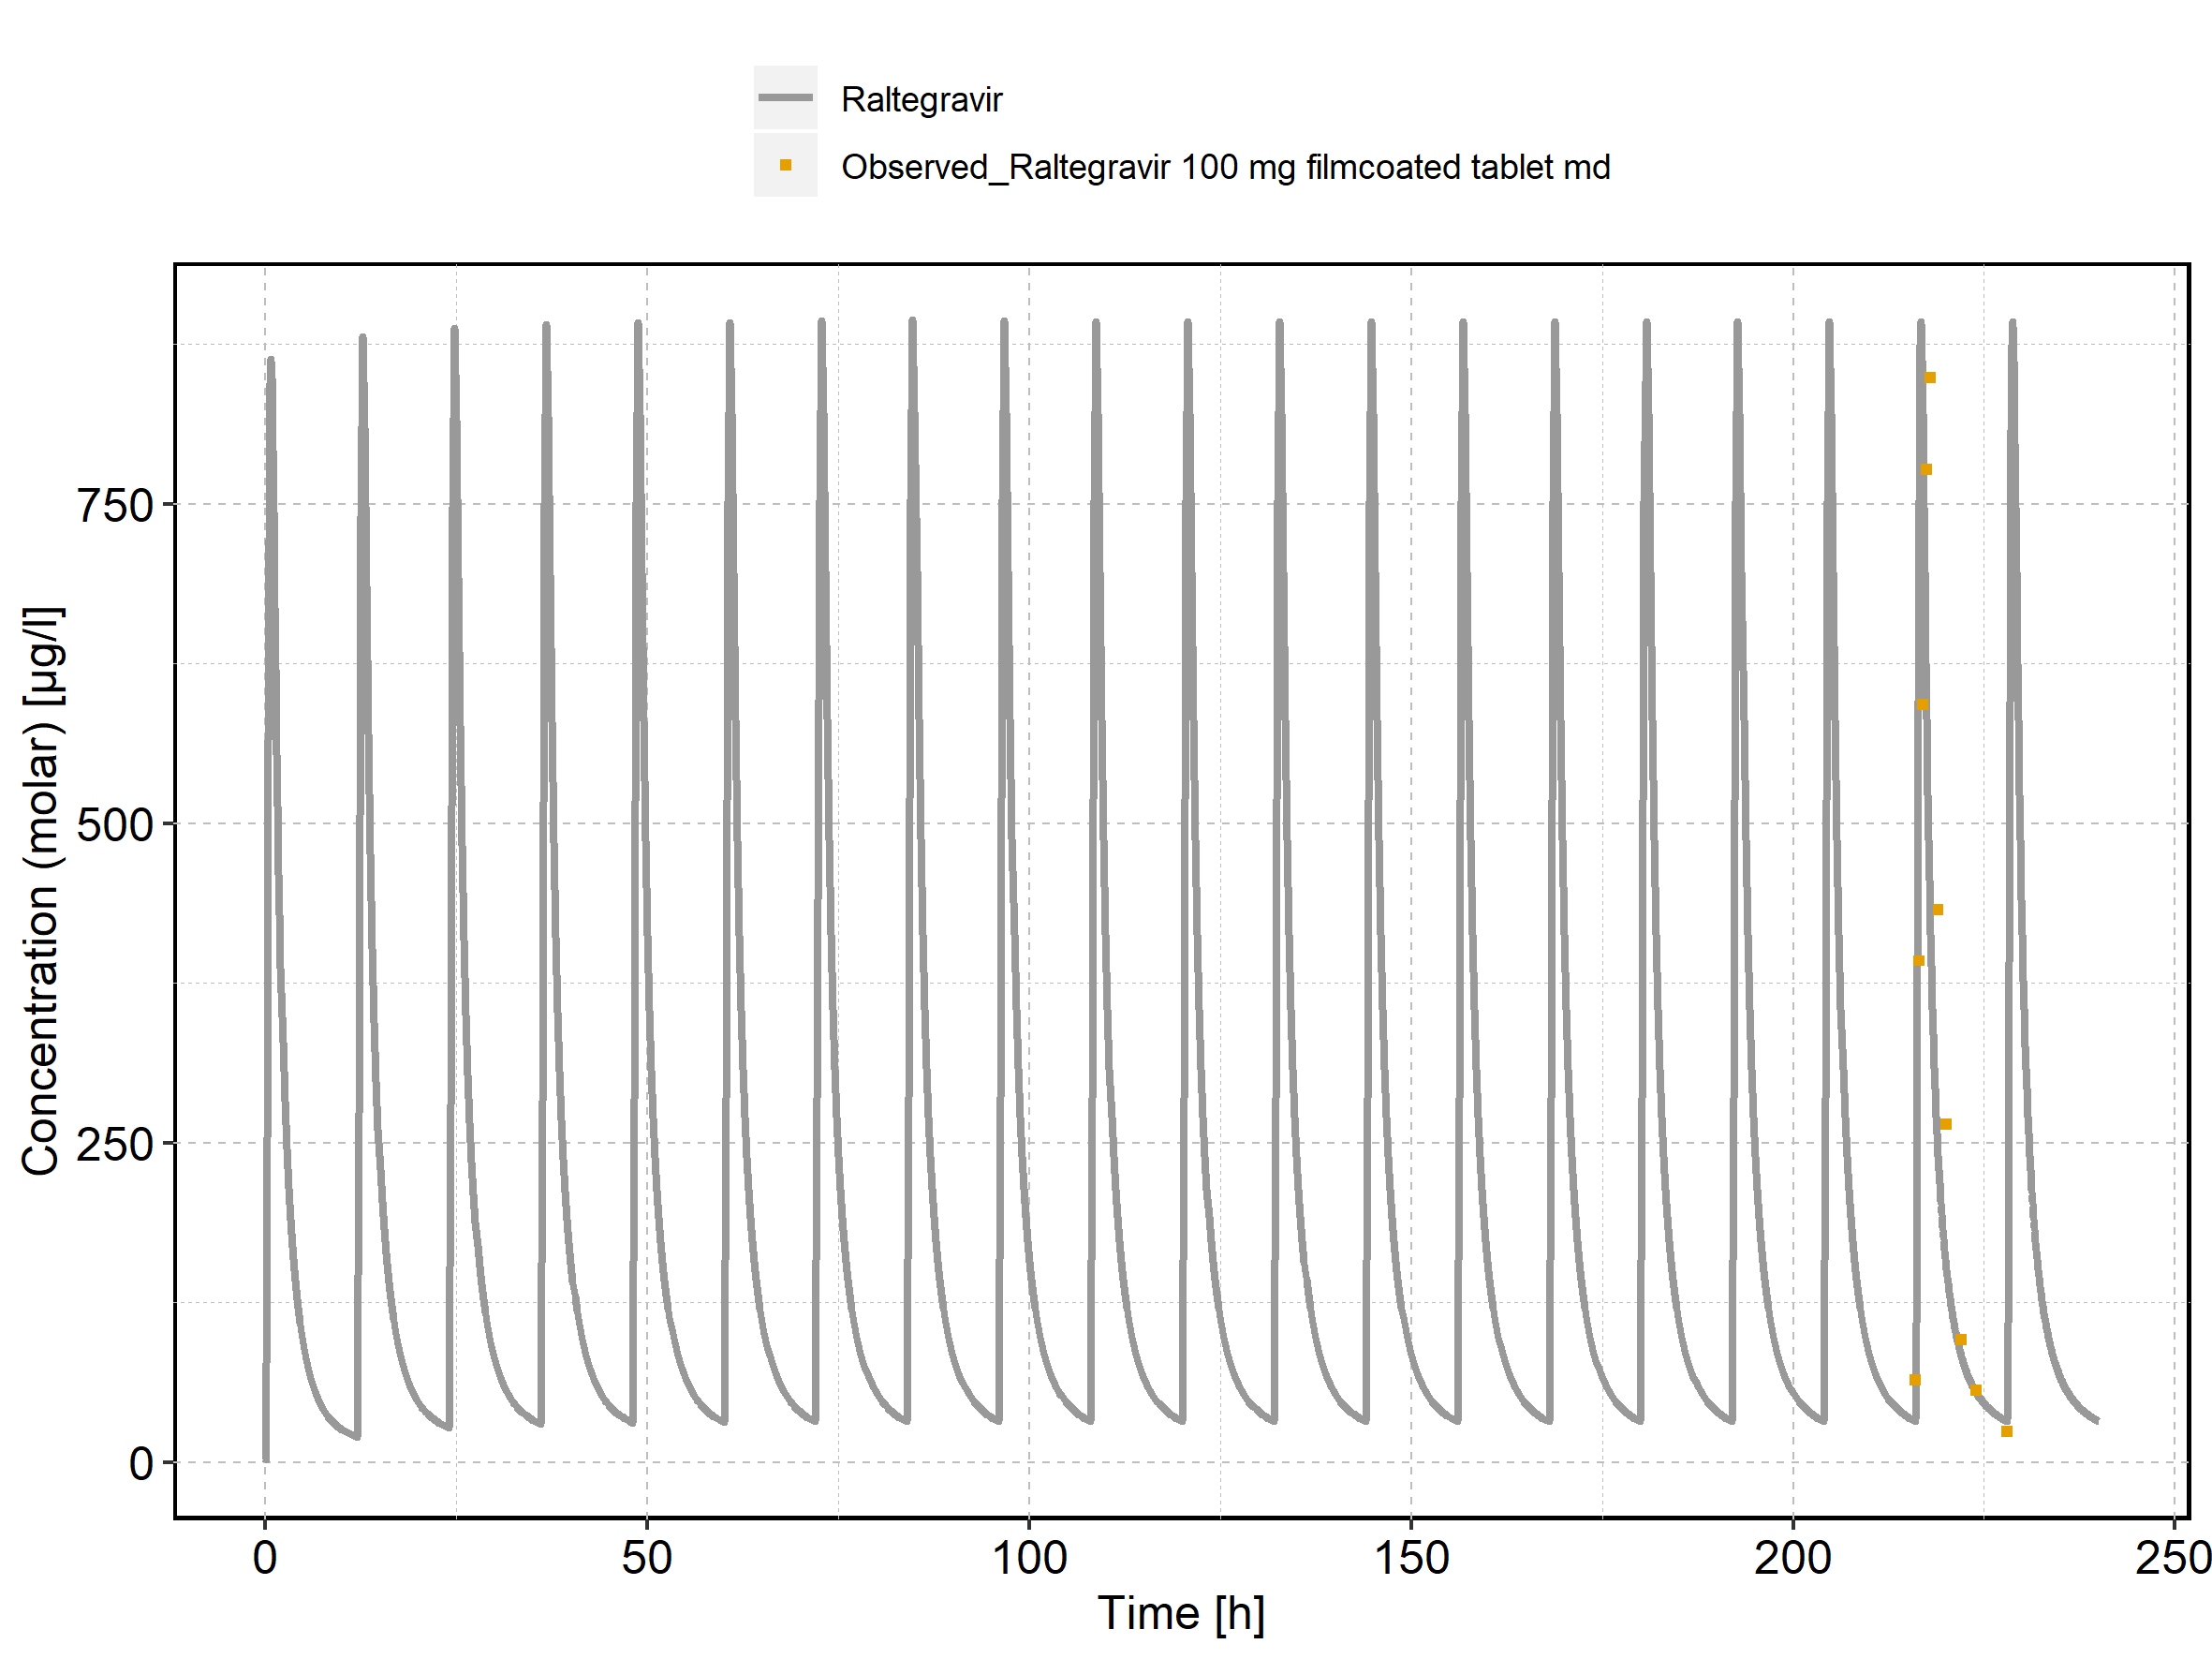 Raltegravir
Observed_Raltegravir 100 mg filmcoated tablet md
Concentration (molar) [µg/l]
750
500
250
0
0 50 100 150 200 250
Time [h]